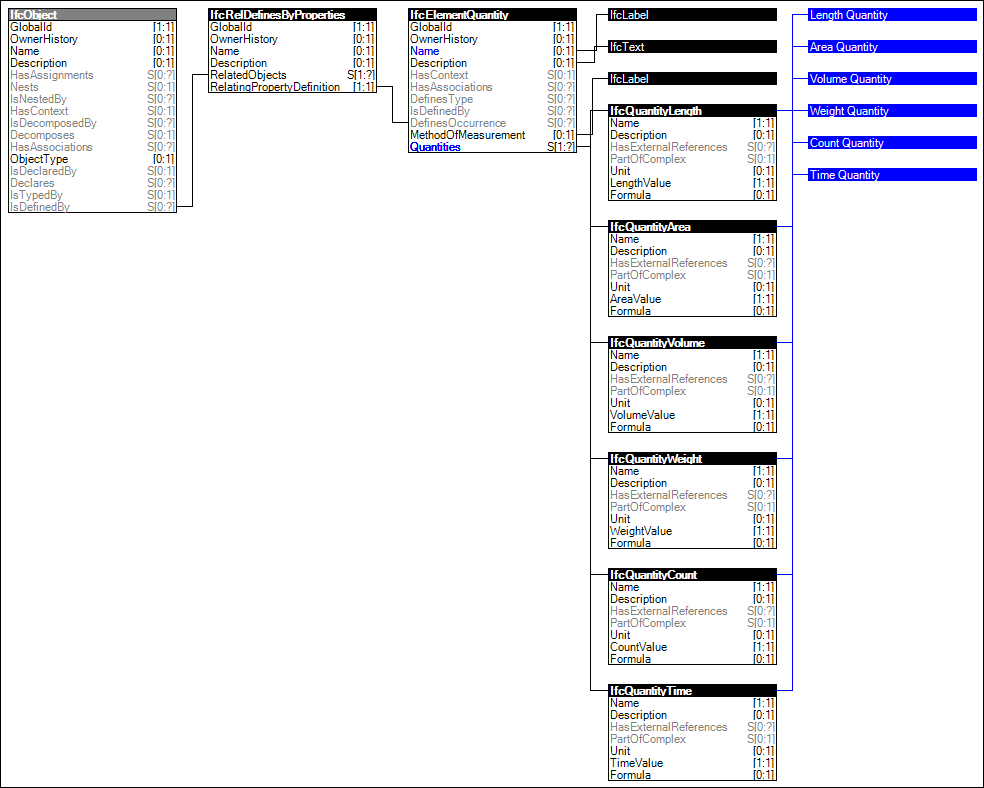 IfcObject
GlobalId [1:1]
OwnerHistory [0:1]
Name [0:1]
Description [0:1]
HasAssignments S[0:?]
Nests S[0:1]
IsNestedBy S[0:?]
HasContext S[0:1]
IsDecomposedBy S[0:?]
Decomposes S[0:1]
HasAssociations S[0:?]
ObjectType [0:1]
IsDeclaredBy S[0:1]
Declares S[0:?]
IsTypedBy S[0:1]
IsDefinedBy S[0:?]
IfcRelDefinesByProperties
GlobalId [1:1]
OwnerHistory [0:1]
Name [0:1]
Description [0:1]
RelatedObjects S[1:?]
RelatingPropertyDefinition [1:1]
IfcElementQuantity
GlobalId [1:1]
OwnerHistory [0:1]
Name [0:1]
Description [0:1]
HasContext S[0:1]
HasAssociations S[0:?]
DefinesType S[0:?]
IsDefinedBy S[0:?]
DefinesOccurrence S[0:?]
MethodOfMeasurement [0:1]
Quantities S[1:?]
IfcLabel
IfcText
IfcLabel
IfcQuantityLength
Name [1:1]
Description [0:1]
HasExternalReferences S[0:?]
PartOfComplex S[0:1]
Unit [0:1]
LengthValue [1:1]
Formula [0:1]
IfcQuantityArea
Name [1:1]
Description [0:1]
HasExternalReferences S[0:?]
PartOfComplex S[0:1]
Unit [0:1]
AreaValue [1:1]
Formula [0:1]
IfcQuantityVolume
Name [1:1]
Description [0:1]
HasExternalReferences S[0:?]
PartOfComplex S[0:1]
Unit [0:1]
VolumeValue [1:1]
Formula [0:1]
IfcQuantityWeight
Name [1:1]
Description [0:1]
HasExternalReferences S[0:?]
PartOfComplex S[0:1]
Unit [0:1]
WeightValue [1:1]
Formula [0:1]
IfcQuantityCount
Name [1:1]
Description [0:1]
HasExternalReferences S[0:?]
PartOfComplex S[0:1]
Unit [0:1]
CountValue [1:1]
Formula [0:1]
IfcQuantityTime
Name [1:1]
Description [0:1]
HasExternalReferences S[0:?]
PartOfComplex S[0:1]
Unit [0:1]
TimeValue [1:1]
Formula [0:1]
Length Quantity
Area Quantity
Volume Quantity
Weight Quantity
Count Quantity
Time Quantity